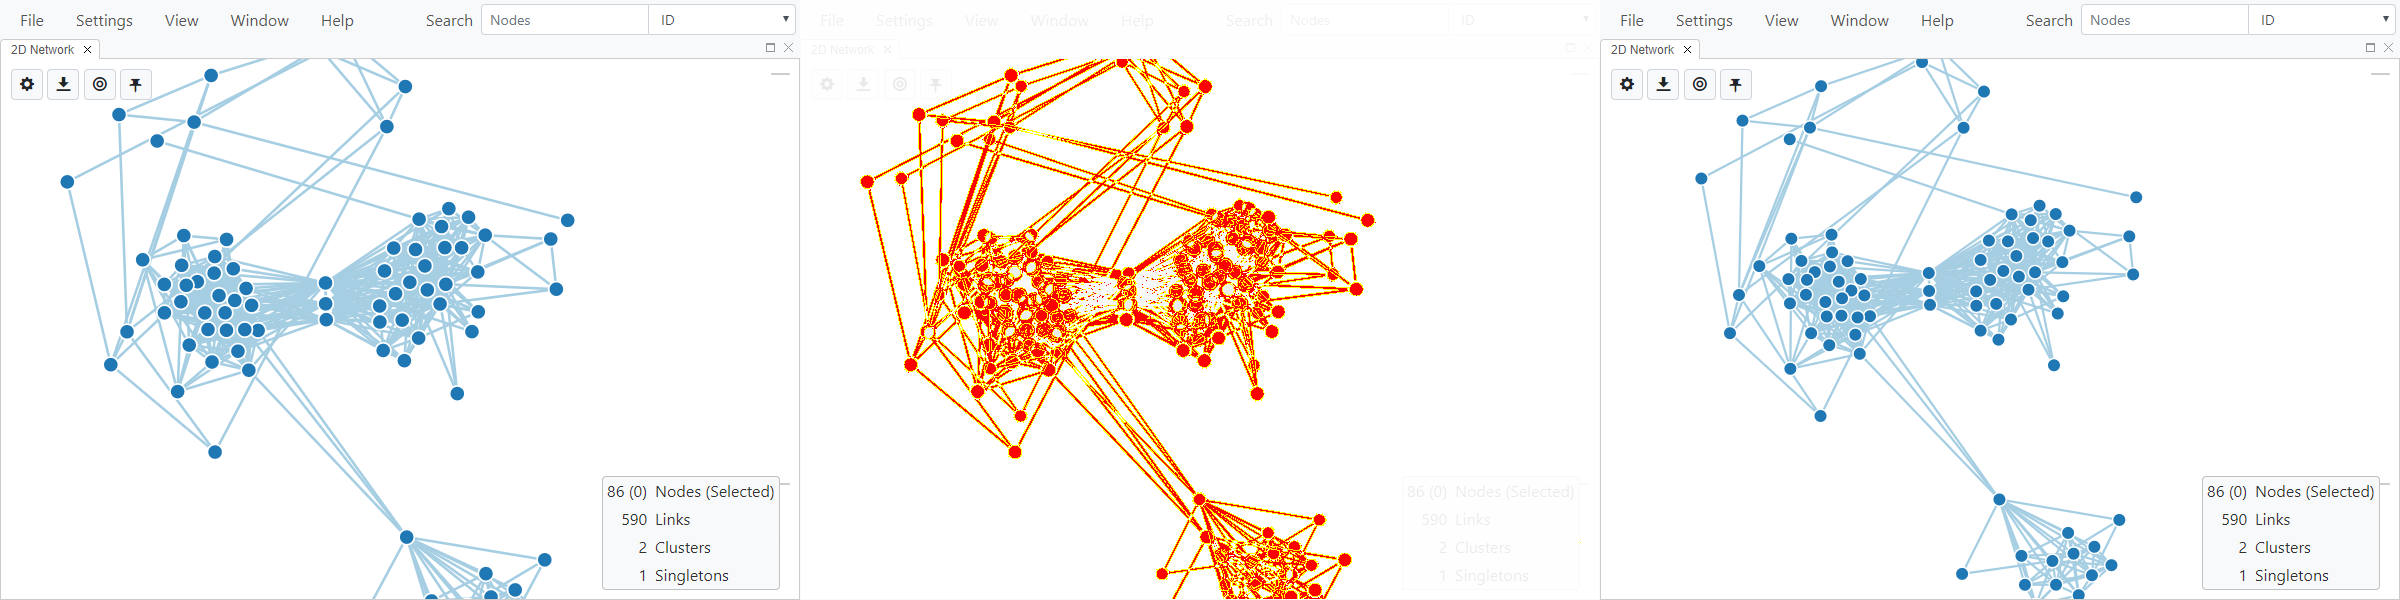 File Settings View Window Help Search Nodes ID
2D Network
86 (0) Nodes (Selected)
590 Links
2 Clusters
1 Singletons
File Settings View Window Help Search Nodes ID
2D Network
86 (0) Nodes (Selected)
590 Links
2 Clusters
1 Singletons
File Settings View Window Help Search Nodes ID
2D Network
86 (0) Nodes (Selected)
590 Links
2 Clusters
1 Singletons